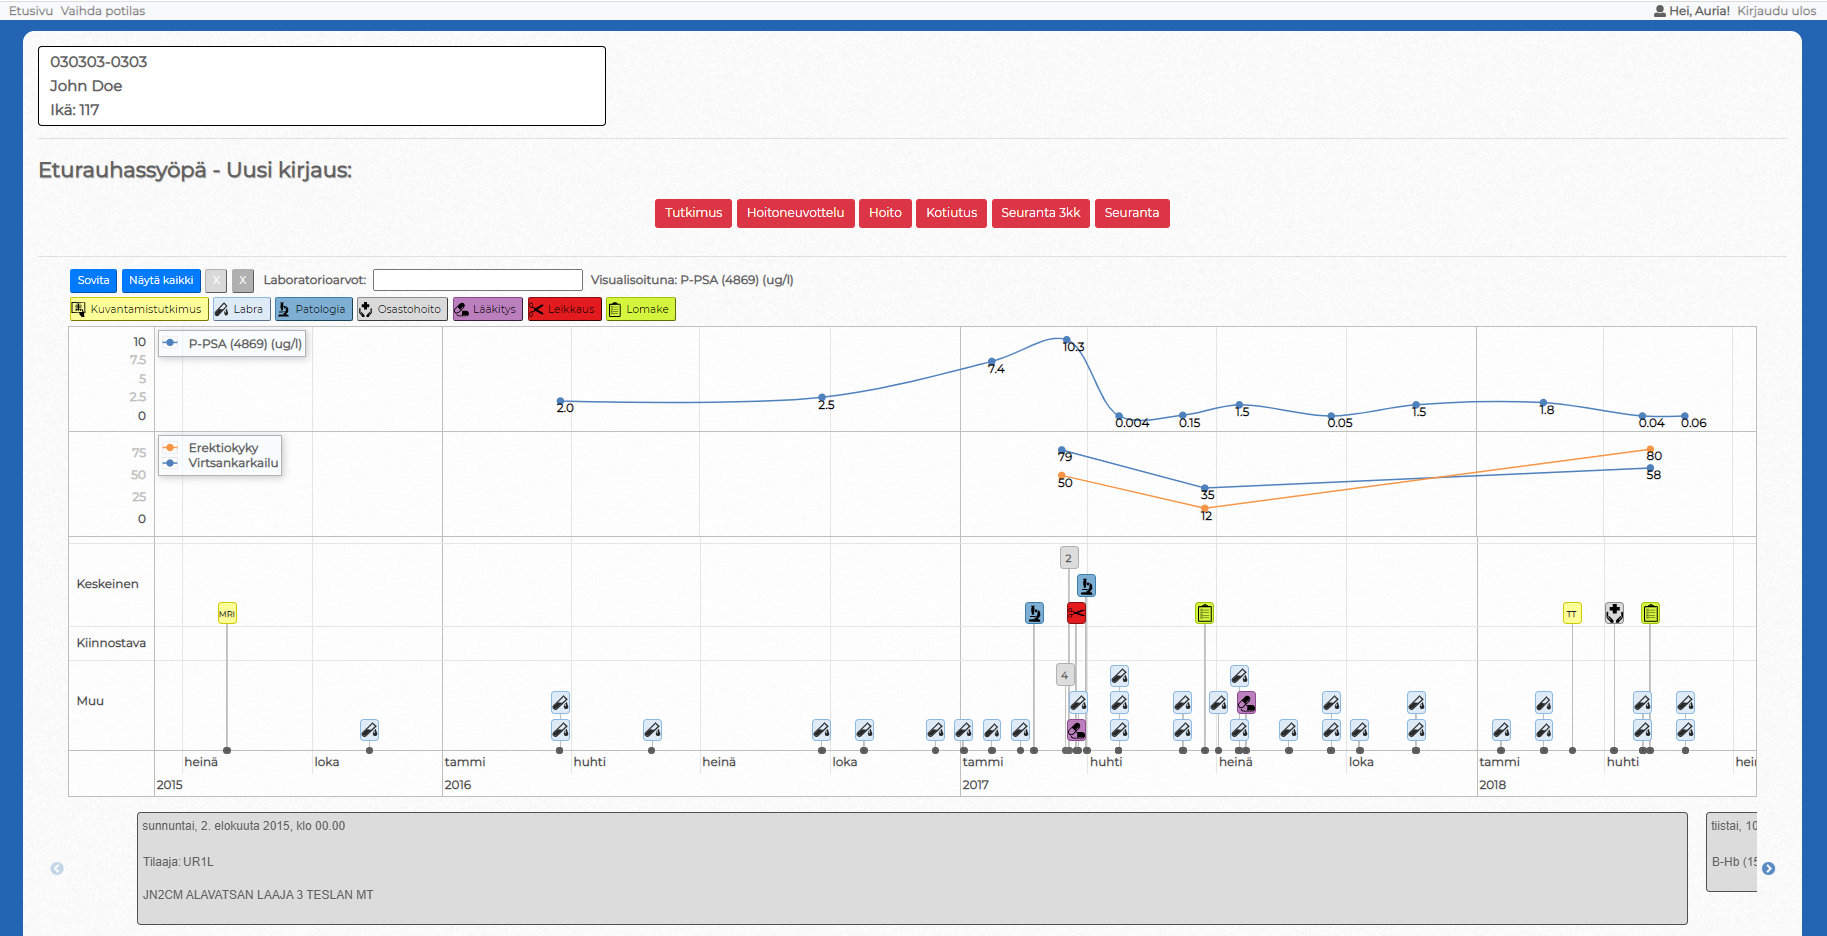 Etusivu Vaihda potilas
Hei, Auria! Kirjaudu ulos
030303-0303
John Doe
Ikä: 117
Eturauhassyöpä - Uusi kirjaus:
Tutkimus Hoitoneuvottelu Hoito Kotiutus Seuranta 3kk Seuranta
Sovita Näytä kaikki X X Laboratorioarvot: Visualisoituna: P-PSA (4869) (ug/l)
Kuvantamistutkimus Labra Patologia Osastohoito Lääkitys Leikkaus Lomake
10
7.5
5
2.5
0
P-PSA (4869) (ug/l)
2.0 2.5 7.4 10.3 0.004 0.15 1.5 0.05 1.5 1.8 0.04 0.06
75
50
25
0
Erektiokyky
Virtsankarkailu
79 35 58
50 12 80
Keskeinen
2
MRI TT
Kiinnostava
4
Muu
heinä loka tammi huhti heinä loka tammi huhti heinä loka tammi huhti hei
2015 2016 2017 2018
sunnuntai, 2. elokuuta 2015, klo 00.00
Tilaaja: UR1L
JN2CM ALAVATSAN LAAJA 3 TESLAN MT
tiistai, 10
B-Hb (15